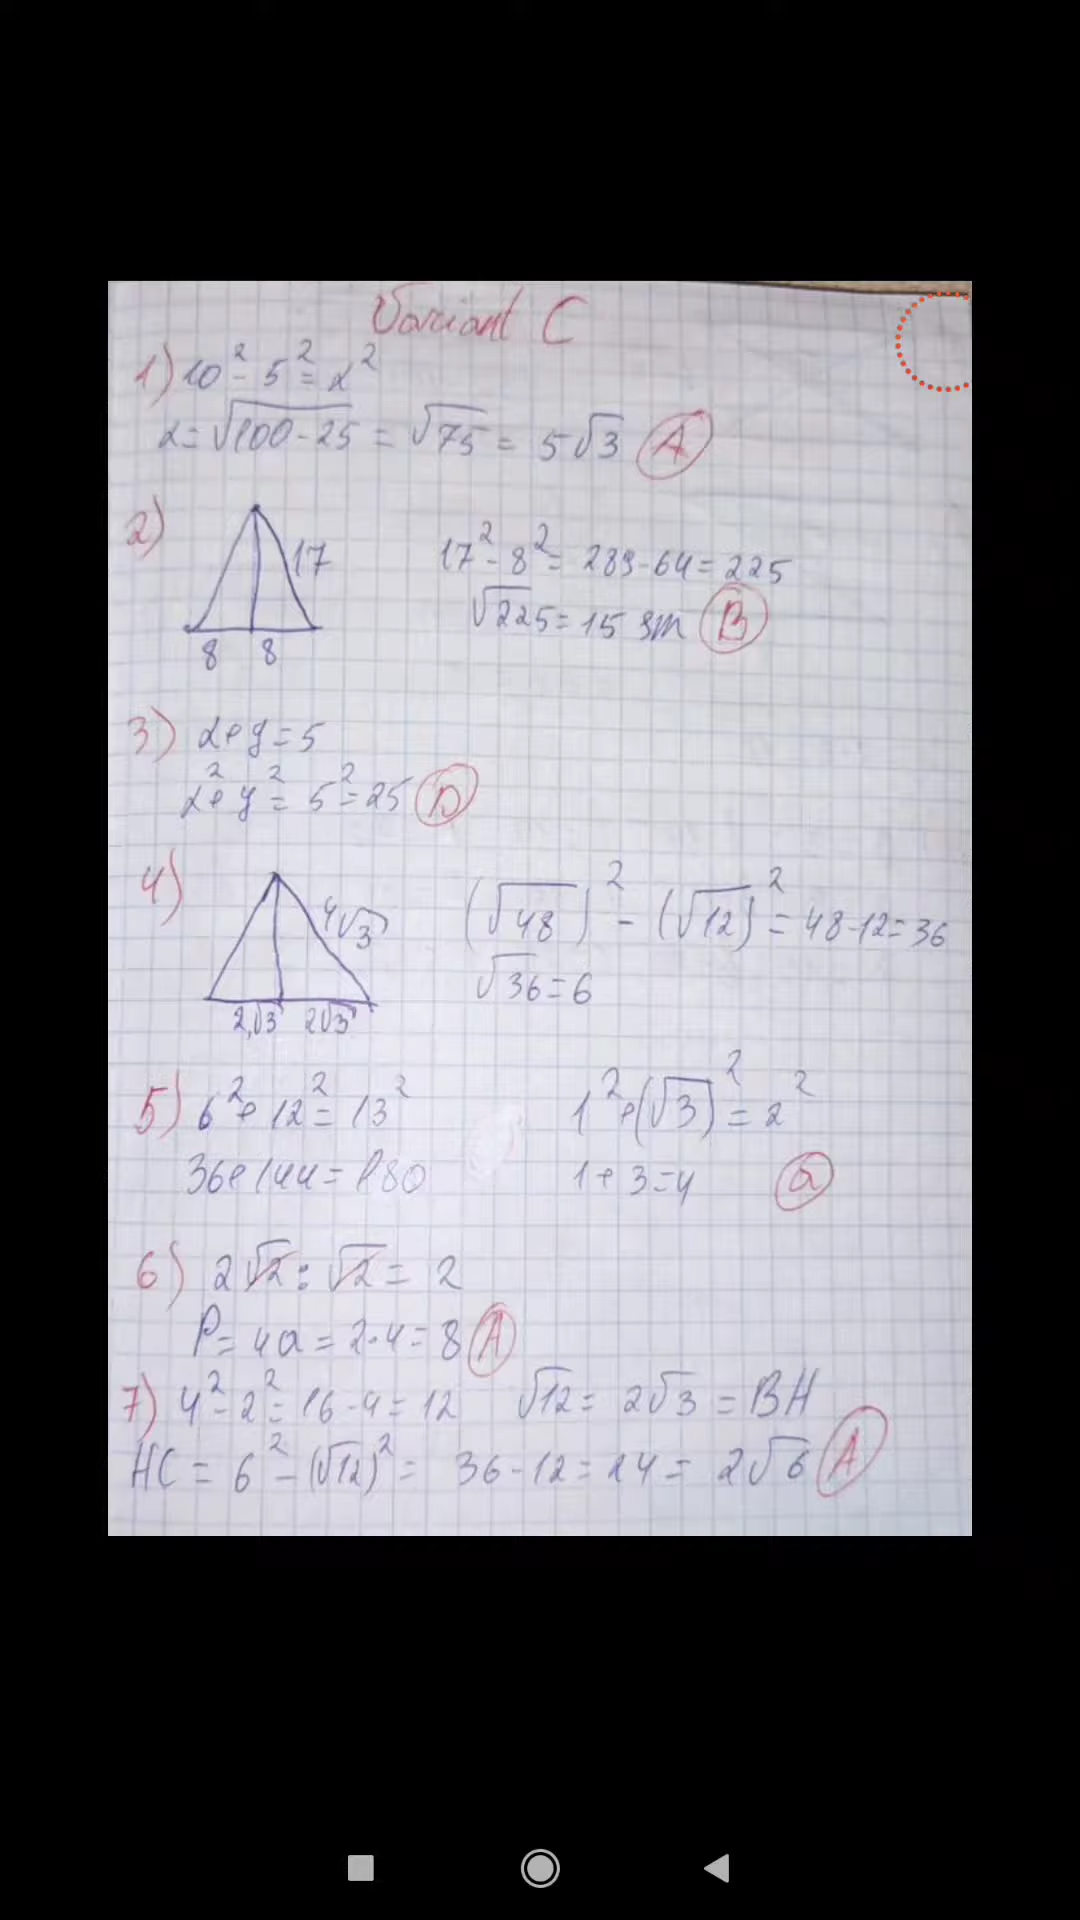 Variant C
1) 10² - 5² = x²
x = √100-25 = √75 = 5√3 A
2) 17 17² - 8² = 289-64 = 225
√225 = 15 sm B
8 8
3) x+y = 5
x² + y² = 5² = 25 D
4) 4√3 (√48)² - (√12)² = 48-12 = 36
√36 = 6
2√3 2√3
5) 6² + 12² = 13² 1² + (√3)² = 2²
36+144 = 180 1+3 = 4 a
6) 2√2 : √2 = 2
P = 4a = 2·4 = 8 A
7) 4² - 2² = 16-4 = 12 √12 = 2√3 = BH
HC = 6² - (√12)² = 36-12 = 24 = 2√6 A